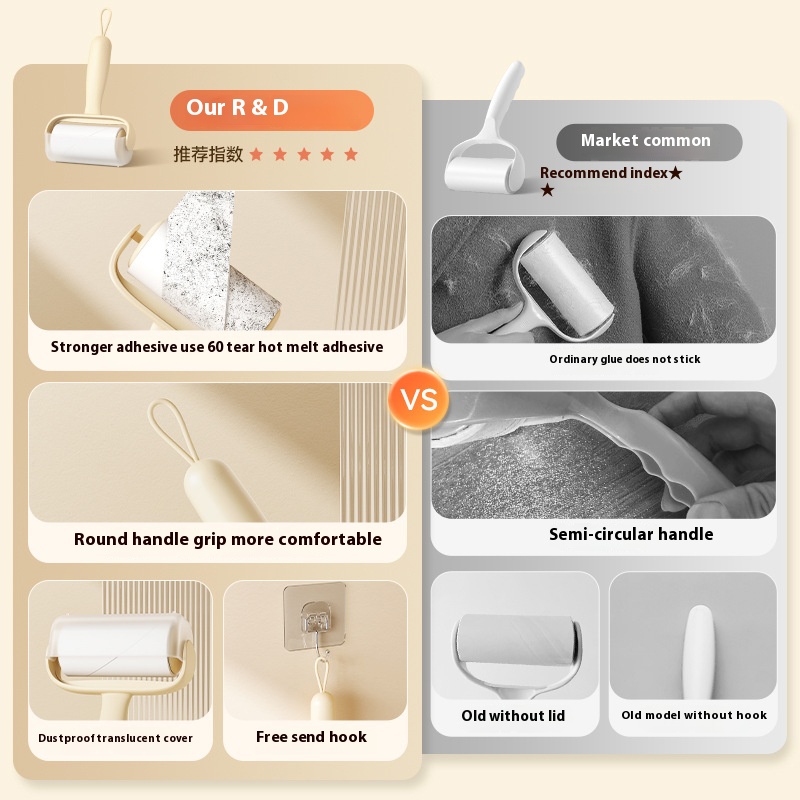 Our R & D
推荐指数 ★ ★ ★ ★ ★
Stronger adhesive use 60 tear hot melt adhesive
Round handle grip more comfortable
Dustproof translucent cover
Free send hook
VS
Market common
Recommend index★
★
Ordinary glue does not stick
Semi-circular handle
Old without lid
Old model without hook